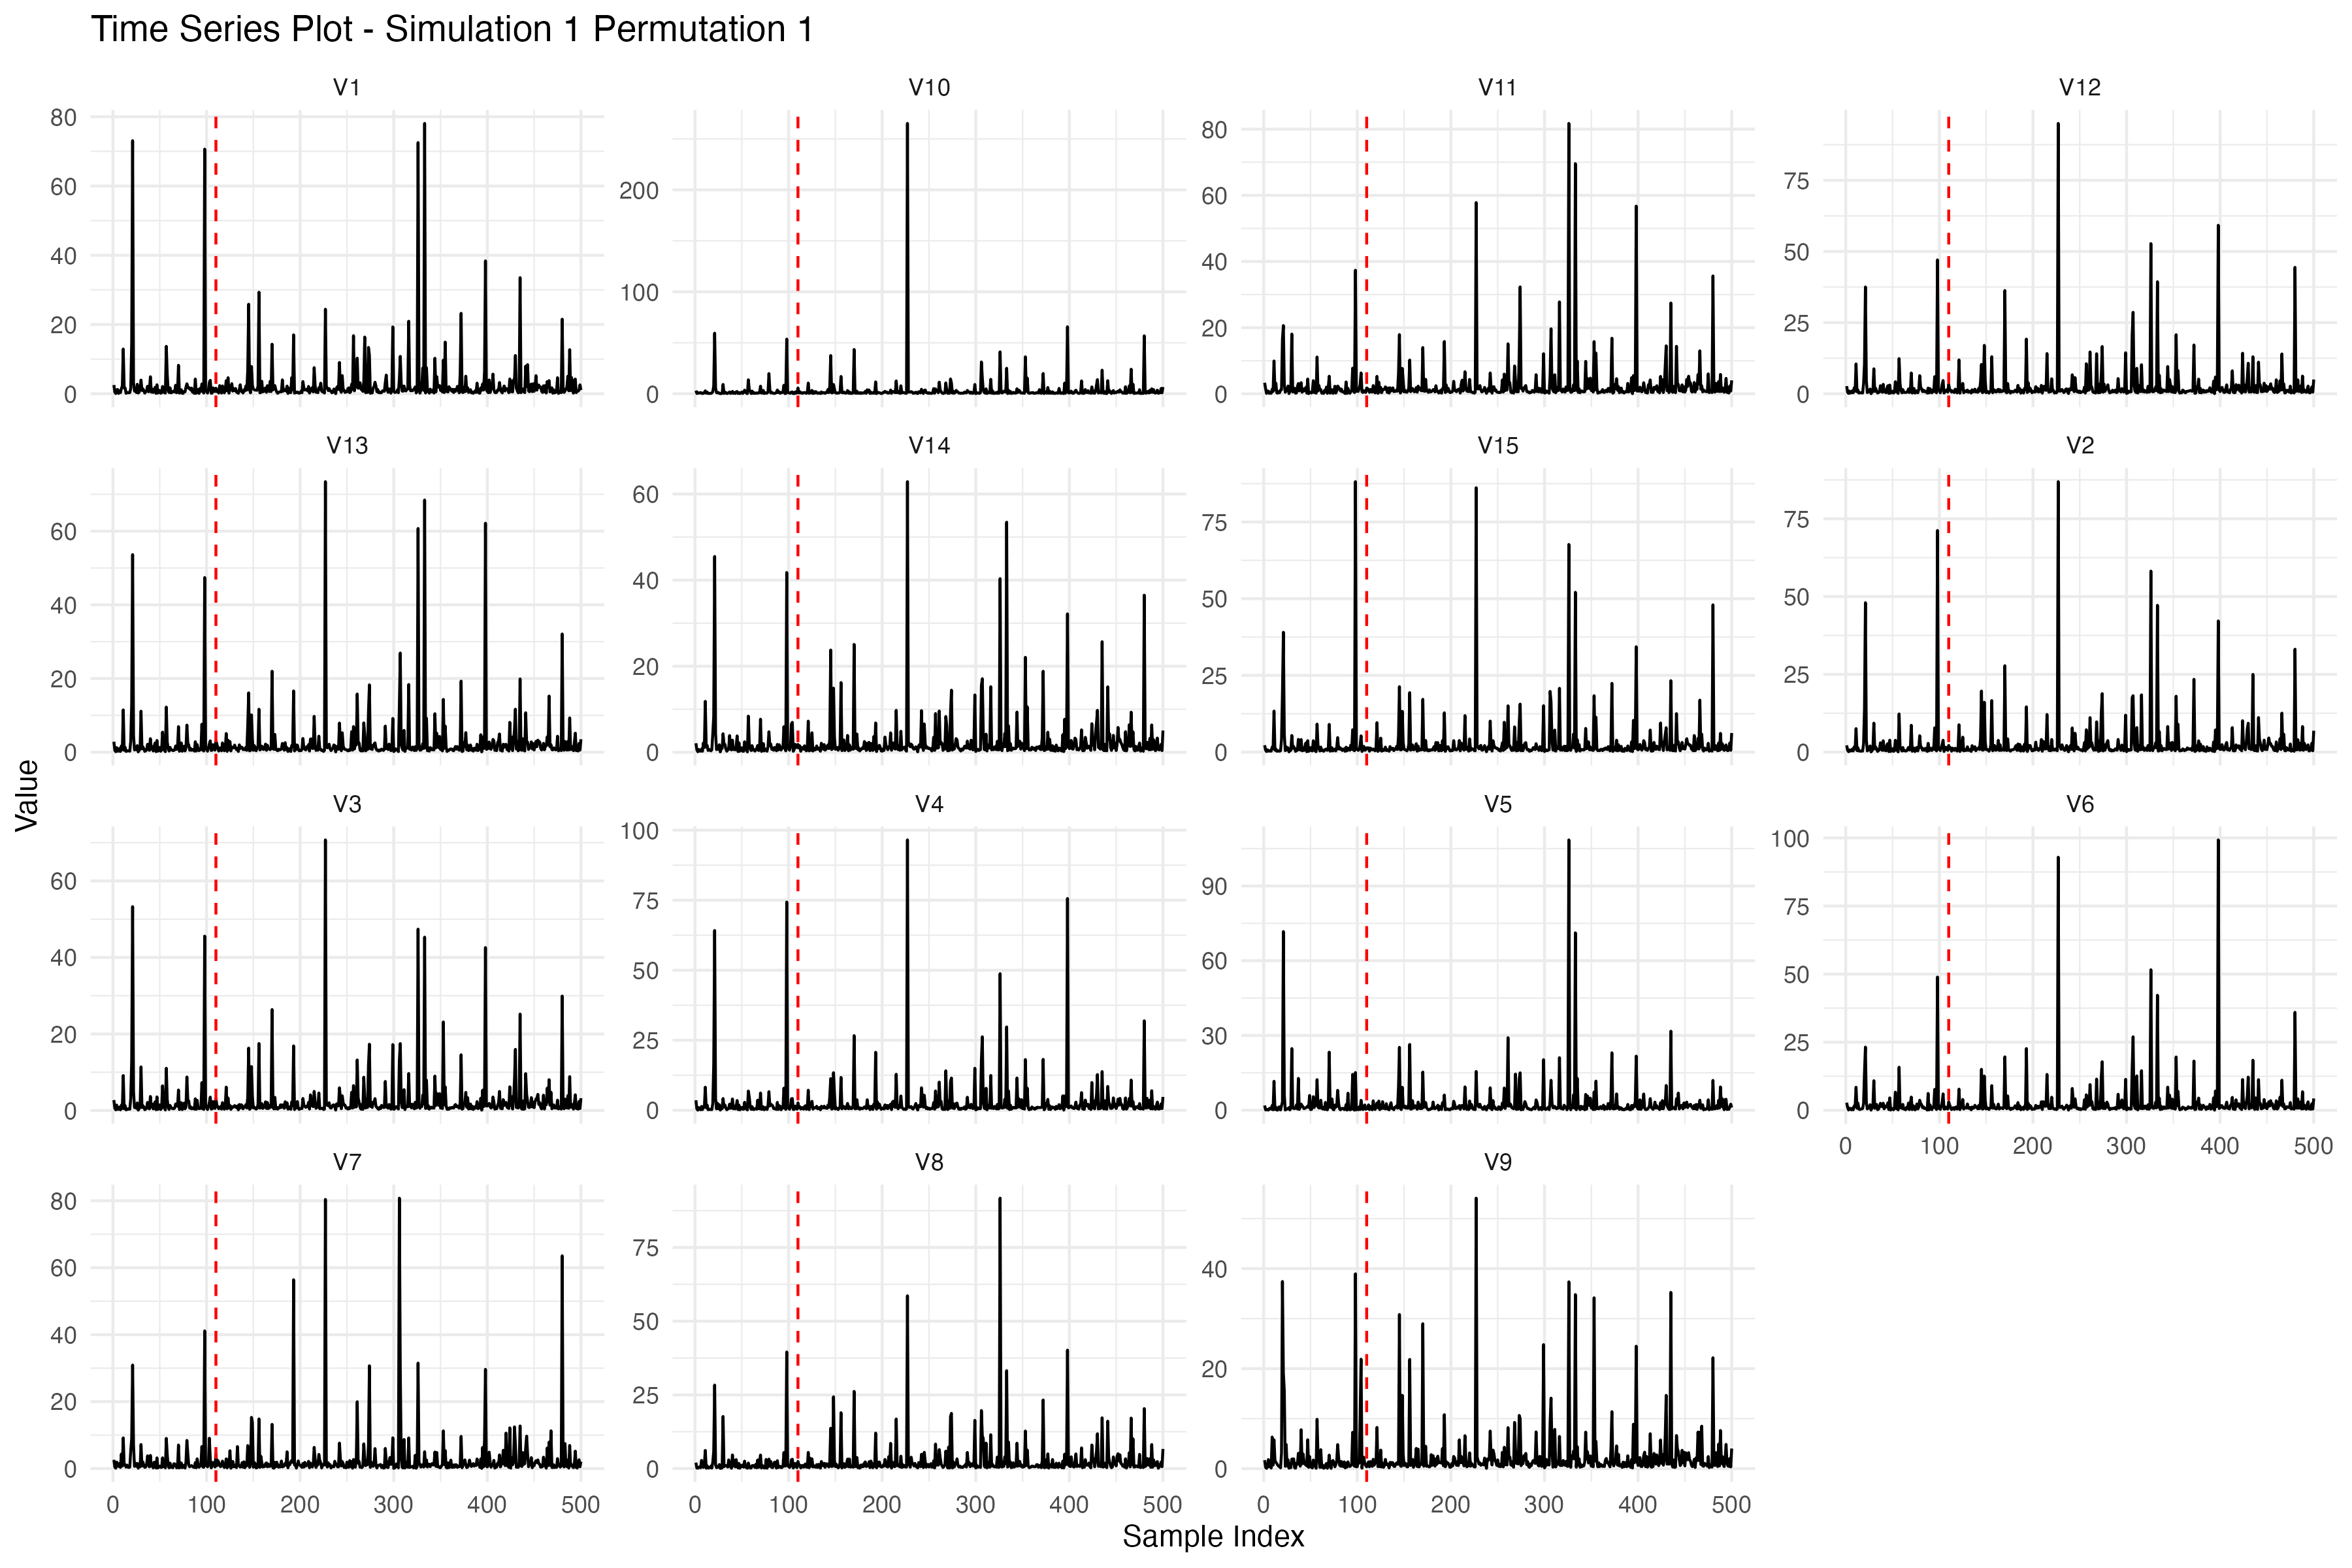 Time Series Plot - Simulation 1 Permutation 1
V1
V10
V11
V12
80
60
40
20
0
200
100
0
80
60
40
20
0
75
50
25
0
V13
V14
V15
V2
60
40
20
0
60
40
20
0
75
50
25
0
75
50
25
0
Value
V3
V4
V5
V6
60
40
20
0
100
75
50
25
0
90
60
30
0
100
75
50
25
0
0 100 200 300 400 500
V7
V8
V9
80
60
40
20
0
75
50
25
0
40
20
0
0 100 200 300 400 500
0 100 200 300 400 500
0 100 200 300 400 500
Sample Index